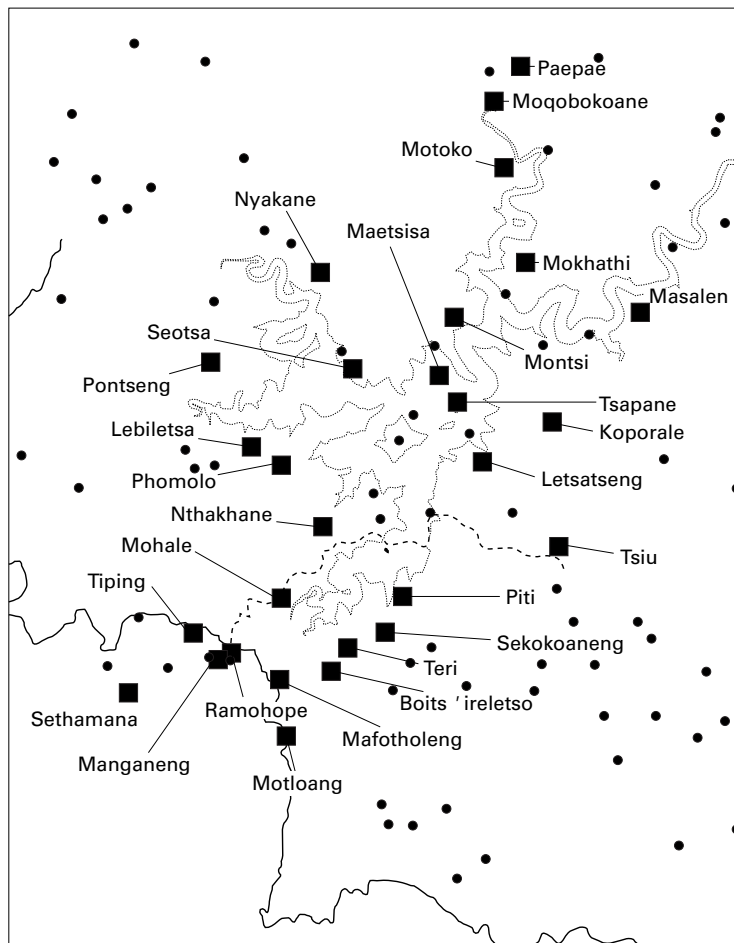 Paepae
Moqobokoane
Motoko
Nyakane
Maetsisa
Mokhathi
Masalen
Seotsa
Montsi
Pontseng
Tsapane
Koporale
Lebiletsa
Phomolo
Letsatseng
Nthakhane
Mohale
Tsiu
Tiping
Piti
Sekokoaneng
Teri
Boits 'ireletso
Sethamana
Ramohope
Mafotholeng
Manganeng
Motloang